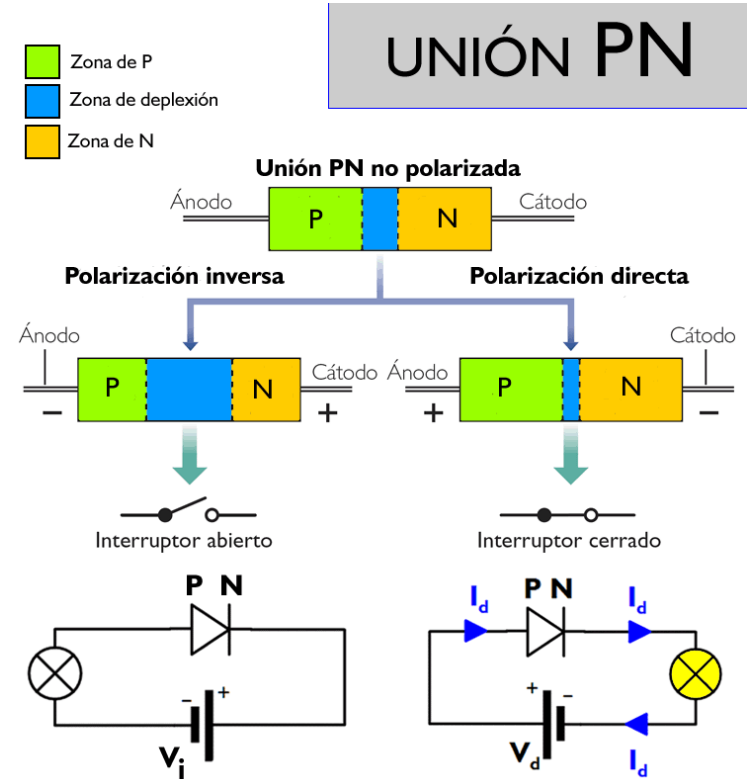 UNIÓN PN
Zona de P
Zona de deplexión
Zona de N
Unión PN no polarizada
Ánodo
Cátodo
P
N
Polarización inversa
Polarización directa
Ánodo
P
N
Cátodo
−
+
Ánodo
P
N
Cátodo
+
−
Interruptor abierto
Interruptor cerrado
P N
- +
Vi
Id
P N
Id
+ -
Vd
Id